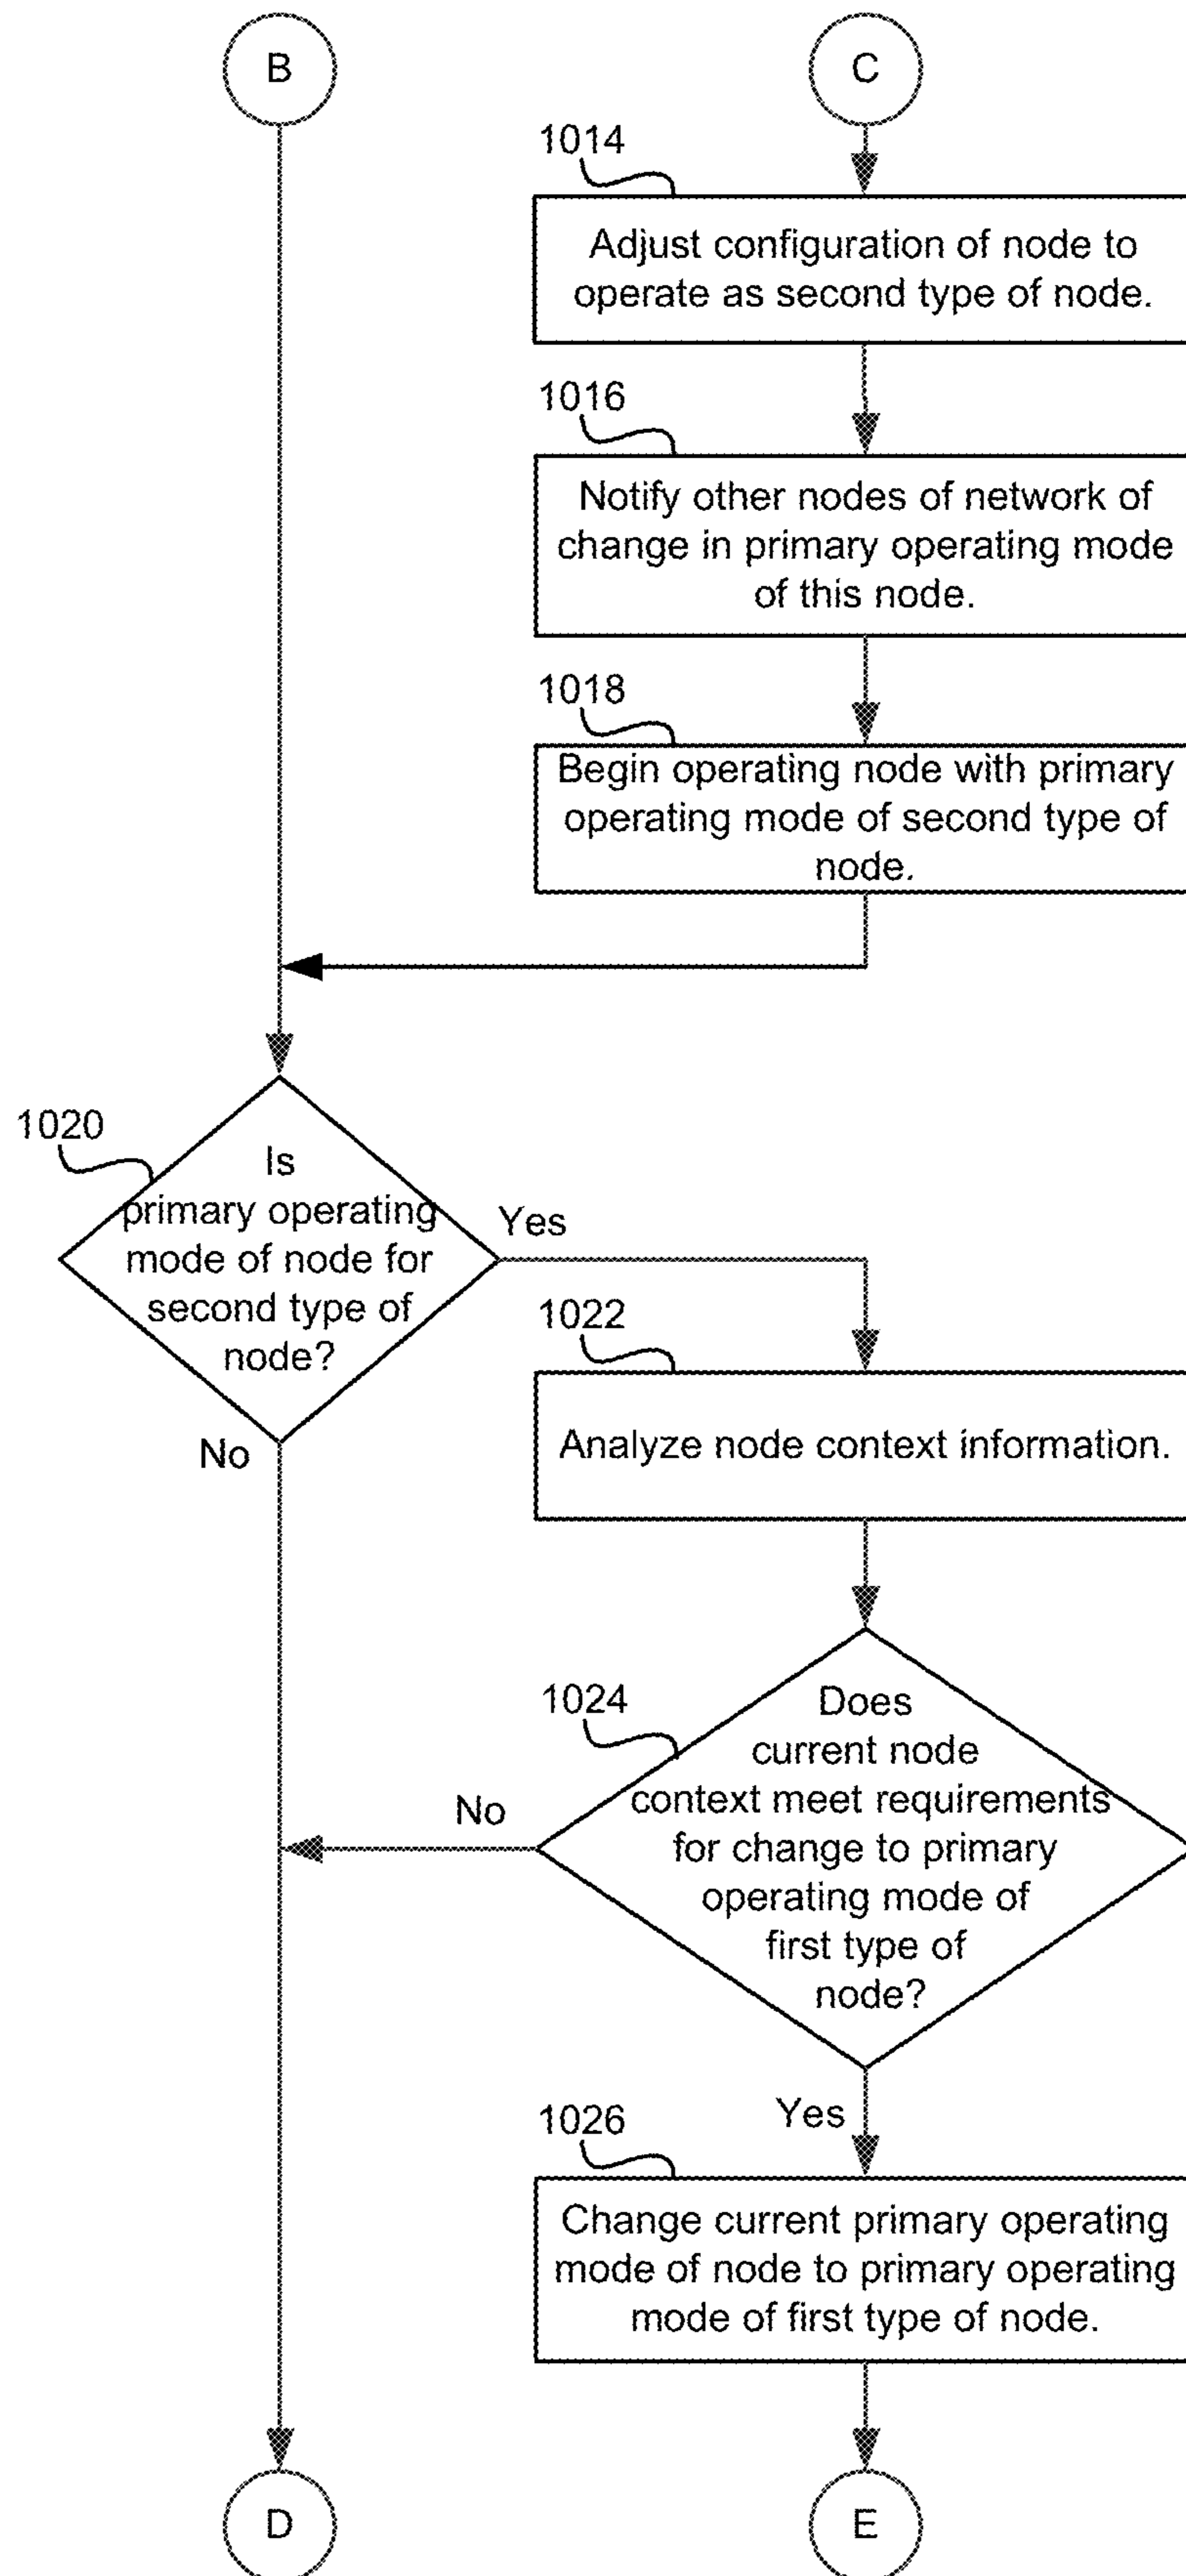 B
C
1014
Adjust configuration of node to
operate as second type of node.
1016
Notify other nodes of network of
change in primary operating mode
of this node.
1018
Begin operating node with primary
operating mode of second type of
node.
1020
Is
primary operating
mode of node for
second type of
node?
Yes
No
1022
Analyze node context information.
1024
Does
current node
context meet requirements
for change to primary
operating mode of
first type of
node?
No
Yes
1026
Change current primary operating
mode of node to primary operating
mode of first type of node.
D
E